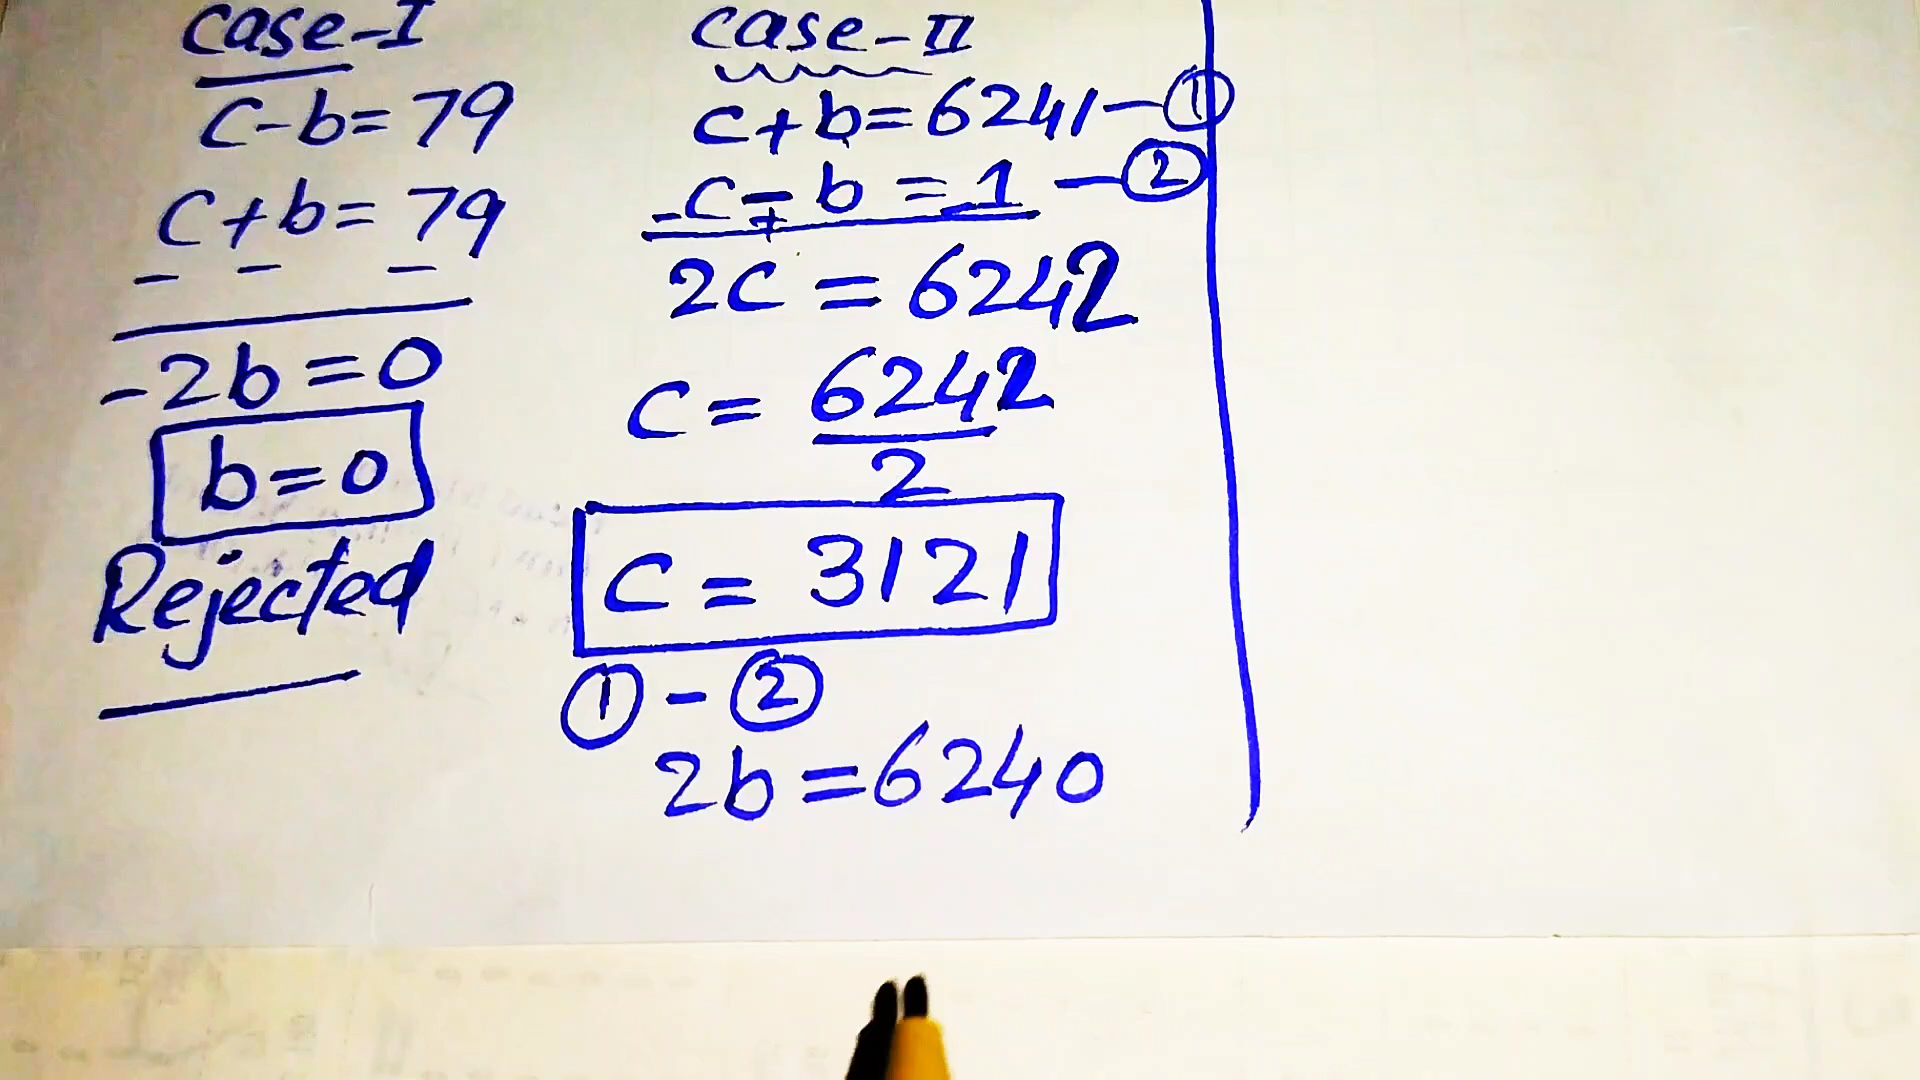 case-I
c-b=79
c+b=79
- - -
-2b=0
b=0
Rejected
case-II
c+b=6241-①
c-b=1-②
- +
2c=6242
c=6242
2
c=3121
①-②
2b=6240